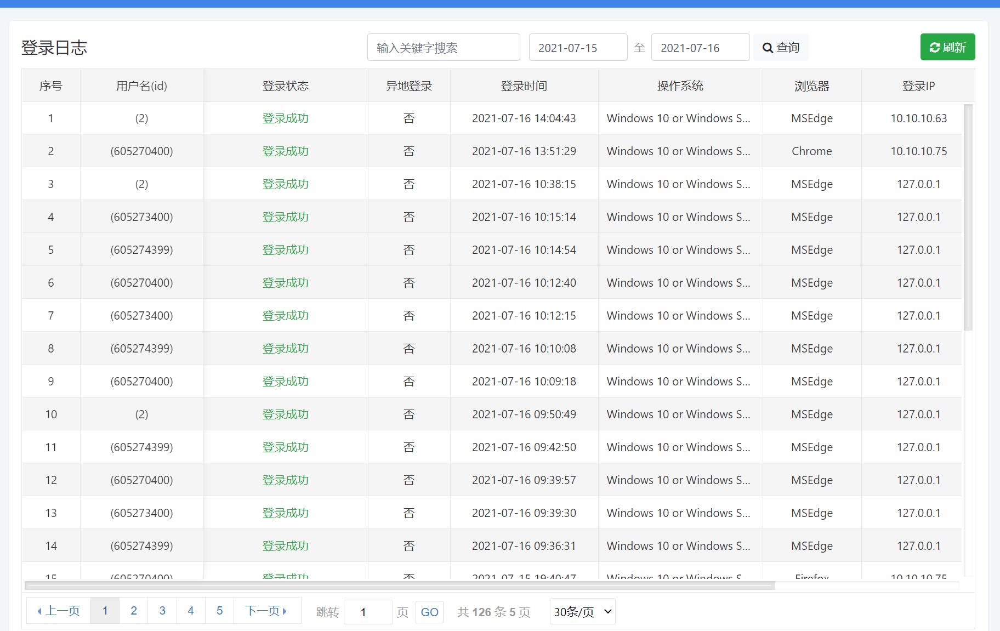 登录日志 输入关键字搜索 2021-07-15 至 2021-07-16 查询 刷新
序号 用户名(id) 登录状态 异地登录 登录时间 操作系统 浏览器 登录IP
1 (2) 登录成功 否 2021-07-16 14:04:43 Windows 10 or Windows S... MSEdge 10.10.10.63
2 (605270400) 登录成功 否 2021-07-16 13:51:29 Windows 10 or Windows S... Chrome 10.10.10.75
3 (2) 登录成功 否 2021-07-16 10:38:15 Windows 10 or Windows S... MSEdge 127.0.0.1
4 (605273400) 登录成功 否 2021-07-16 10:15:14 Windows 10 or Windows S... MSEdge 127.0.0.1
5 (605274399) 登录成功 否 2021-07-16 10:14:54 Windows 10 or Windows S... MSEdge 127.0.0.1
6 (605270400) 登录成功 否 2021-07-16 10:12:40 Windows 10 or Windows S... MSEdge 127.0.0.1
7 (605273400) 登录成功 否 2021-07-16 10:12:15 Windows 10 or Windows S... MSEdge 127.0.0.1
8 (605274399) 登录成功 否 2021-07-16 10:10:08 Windows 10 or Windows S... MSEdge 127.0.0.1
9 (605270400) 登录成功 否 2021-07-16 10:09:18 Windows 10 or Windows S... MSEdge 127.0.0.1
10 (2) 登录成功 否 2021-07-16 09:50:49 Windows 10 or Windows S... MSEdge 127.0.0.1
11 (605274399) 登录成功 否 2021-07-16 09:42:50 Windows 10 or Windows S... MSEdge 127.0.0.1
12 (605270400) 登录成功 否 2021-07-16 09:39:57 Windows 10 or Windows S... MSEdge 127.0.0.1
13 (605273400) 登录成功 否 2021-07-16 09:39:30 Windows 10 or Windows S... MSEdge 127.0.0.1
14 (605274399) 登录成功 否 2021-07-16 09:36:31 Windows 10 or Windows S... MSEdge 127.0.0.1
15 (605270400) 登录成功 否 2021-07-15 19:40:47 Windows 10 or Windows S... Firefox 10.10.10.75
上一页 1 2 3 4 5 下一页 跳转 1 页 GO 共 126 条 5 页 30条/页